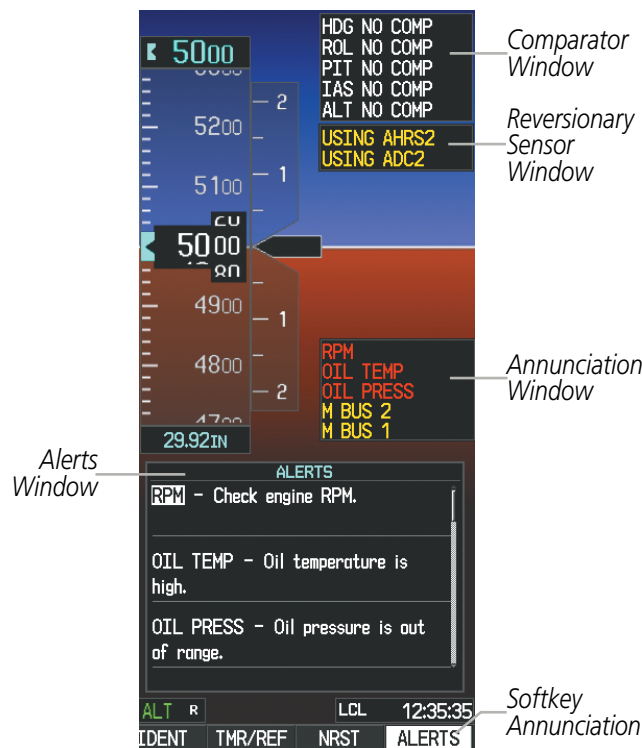 HDG NO COMP
ROL NO COMP
PIT NO COMP
IAS NO COMP
ALT NO COMP
Comparator
Window
USING AHRS2
USING ADC2
Reversionary
Sensor
Window
5000
2
5200
1
5100
20
5000
80
4900
1
4800
2
29.92IN
RPM
OIL TEMP
OIL PRESS
M BUS 2
M BUS 1
Annunciation
Window
Alerts
Window
ALERTS
RPM - Check engine RPM.
OIL TEMP - Oil temperature is
high.
OIL PRESS - Oil pressure is out
of range.
ALT R
LCL 12:35:35
IDENT TMR/REF NRST ALERTS
Softkey
Annunciation